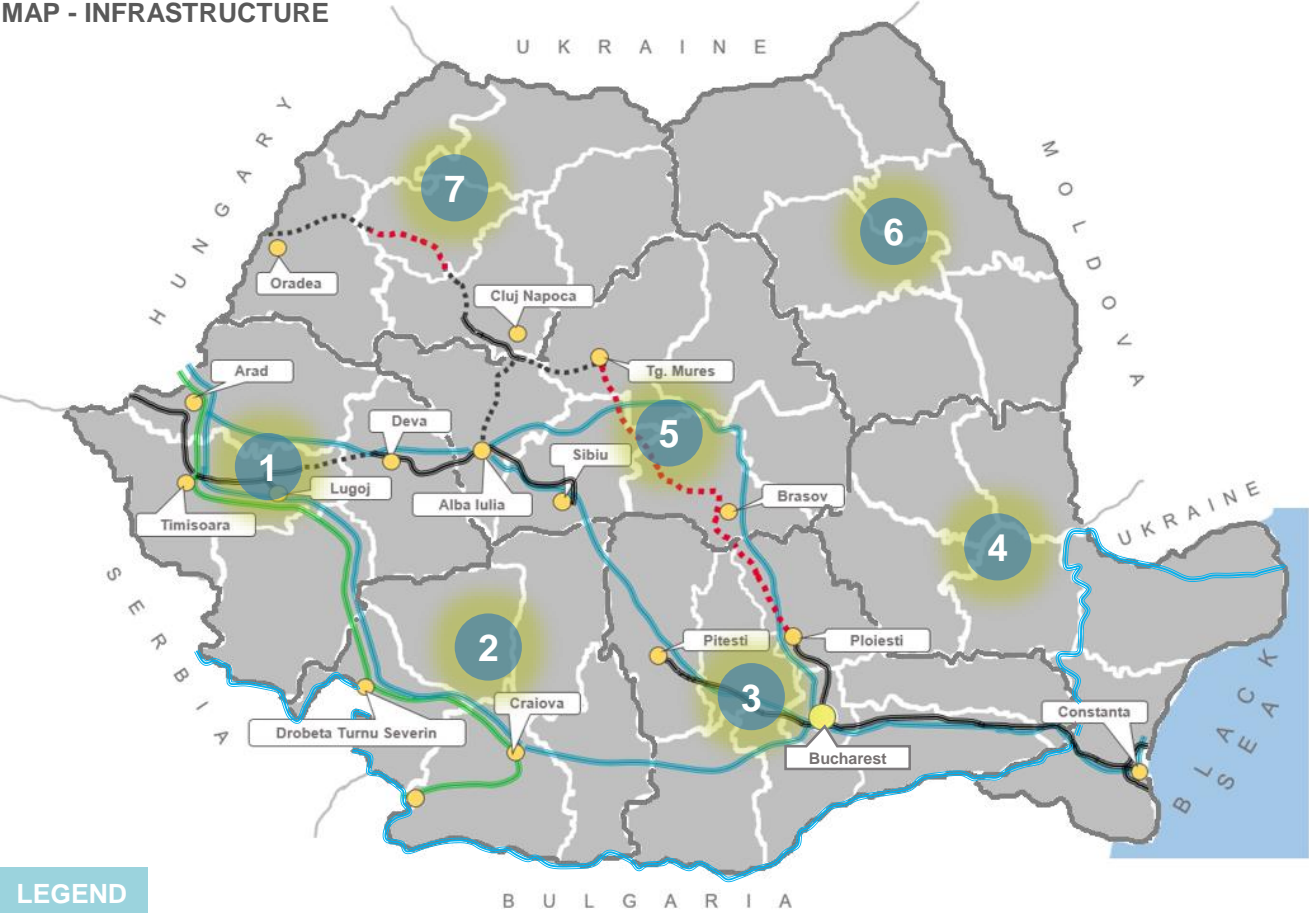 MAP - INFRASTRUCTURE
UKRAINE
HUNGARY
MOLDOVA
7
6
Oradea
Cluj Napoca
Arad
Tg. Mures
Deva
5
1
Sibiu
Lugoj
Alba Iulia
Brasov
Timisoara
UKRAINE
4
SERBIA
2
Pitesti
Ploiesti
3
Craiova
Constanta
Drobeta Turnu Severin
Bucharest
BLACK
SEA
LEGEND
BULGARIA